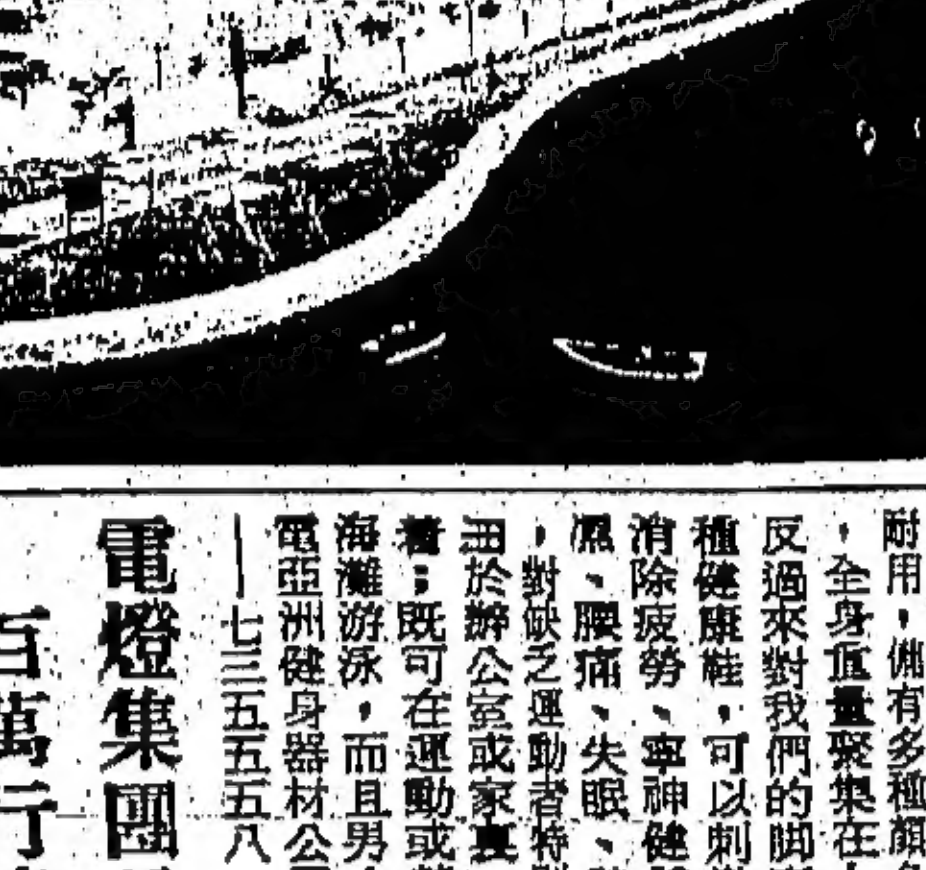 耐用，備有多種顏
，全身重量聚集在
反過來對我們的脚
種健康鞋，可以刺
消除疲勞、寧神健
濕、腰痛、失眠、
，對缺乏運動者特別
於辦公室或家
着：既可在運動或
海灘游泳，而且男
電亞洲健身器材公
—七三三五五五八
電燈集團
百萬行